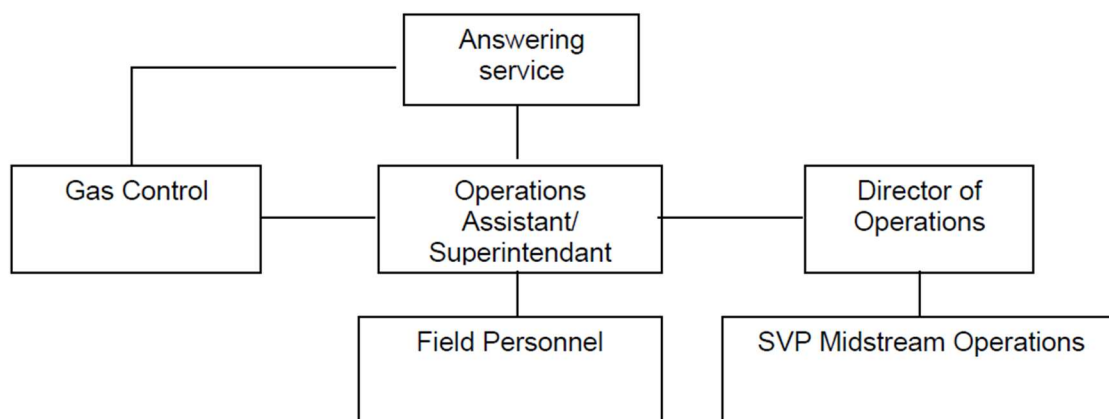 Answering
service
Gas Control
Operations
Assistant/
Superintendant
Director of
Operations
Field Personnel
SVP Midstream Operations